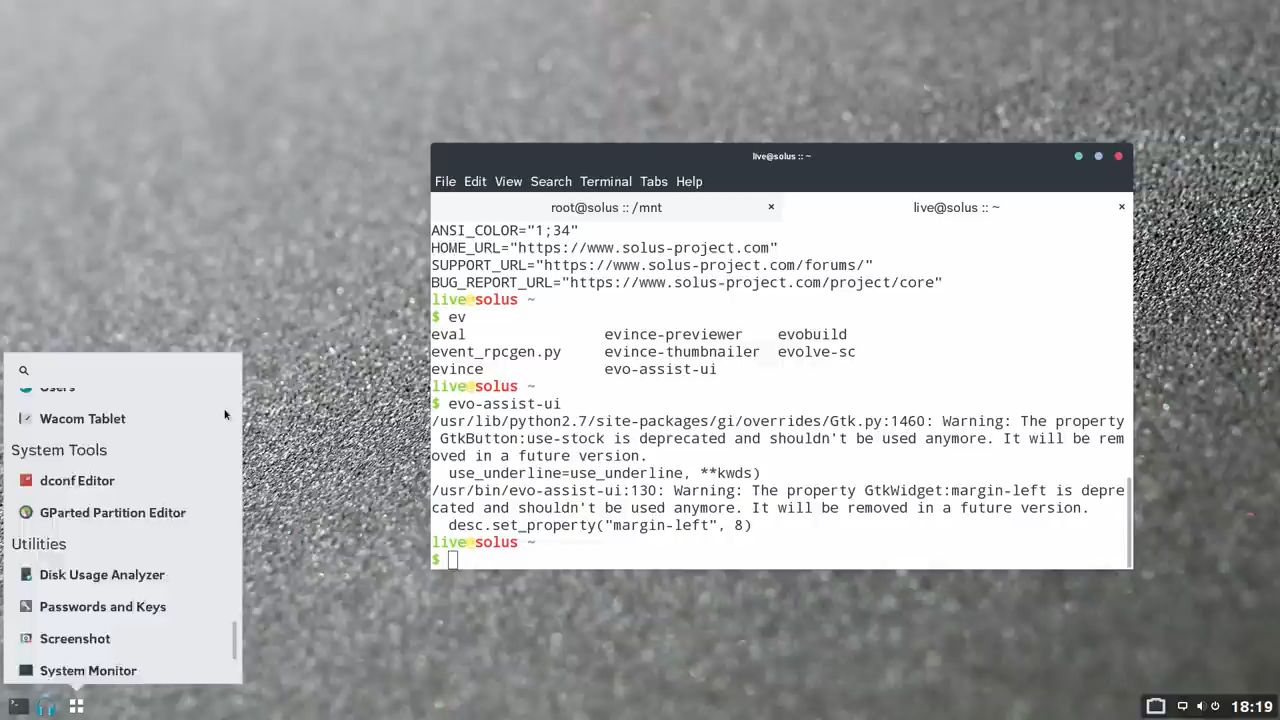 live@solus :: ~
File Edit View Search Terminal Tabs Help
root@solus :: /mnt × live@solus :: ~ ×
ANSI_COLOR="1;34"
HOME_URL="https://www.solus-project.com"
SUPPORT_URL="https://www.solus-project.com/forums/"
BUG_REPORT_URL="https://www.solus-project.com/project/core"
live@solus ~
$ ev
eval evince-previewer evobuild
event_rpcgen.py evince-thumbnailer evolve-sc
evince evo-assist-ui
live@solus ~
$ evo-assist-ui
/usr/lib/python2.7/site-packages/gi/overrides/Gtk.py:1460: Warning: The property
GtkButton:use-stock is deprecated and shouldn't be used anymore. It will be rem
oved in a future version.
use_underline=use_underline, **kwds)
/usr/bin/evo-assist-ui:130: Warning: The property GtkWidget:margin-left is depre
cated and shouldn't be used anymore. It will be removed in a future version.
desc.set_property("margin-left", 8)
live@solus ~
$
Users
Wacom Tablet
System Tools
dconf Editor
GParted Partition Editor
Utilities
Disk Usage Analyzer
Passwords and Keys
Screenshot
System Monitor
18:19